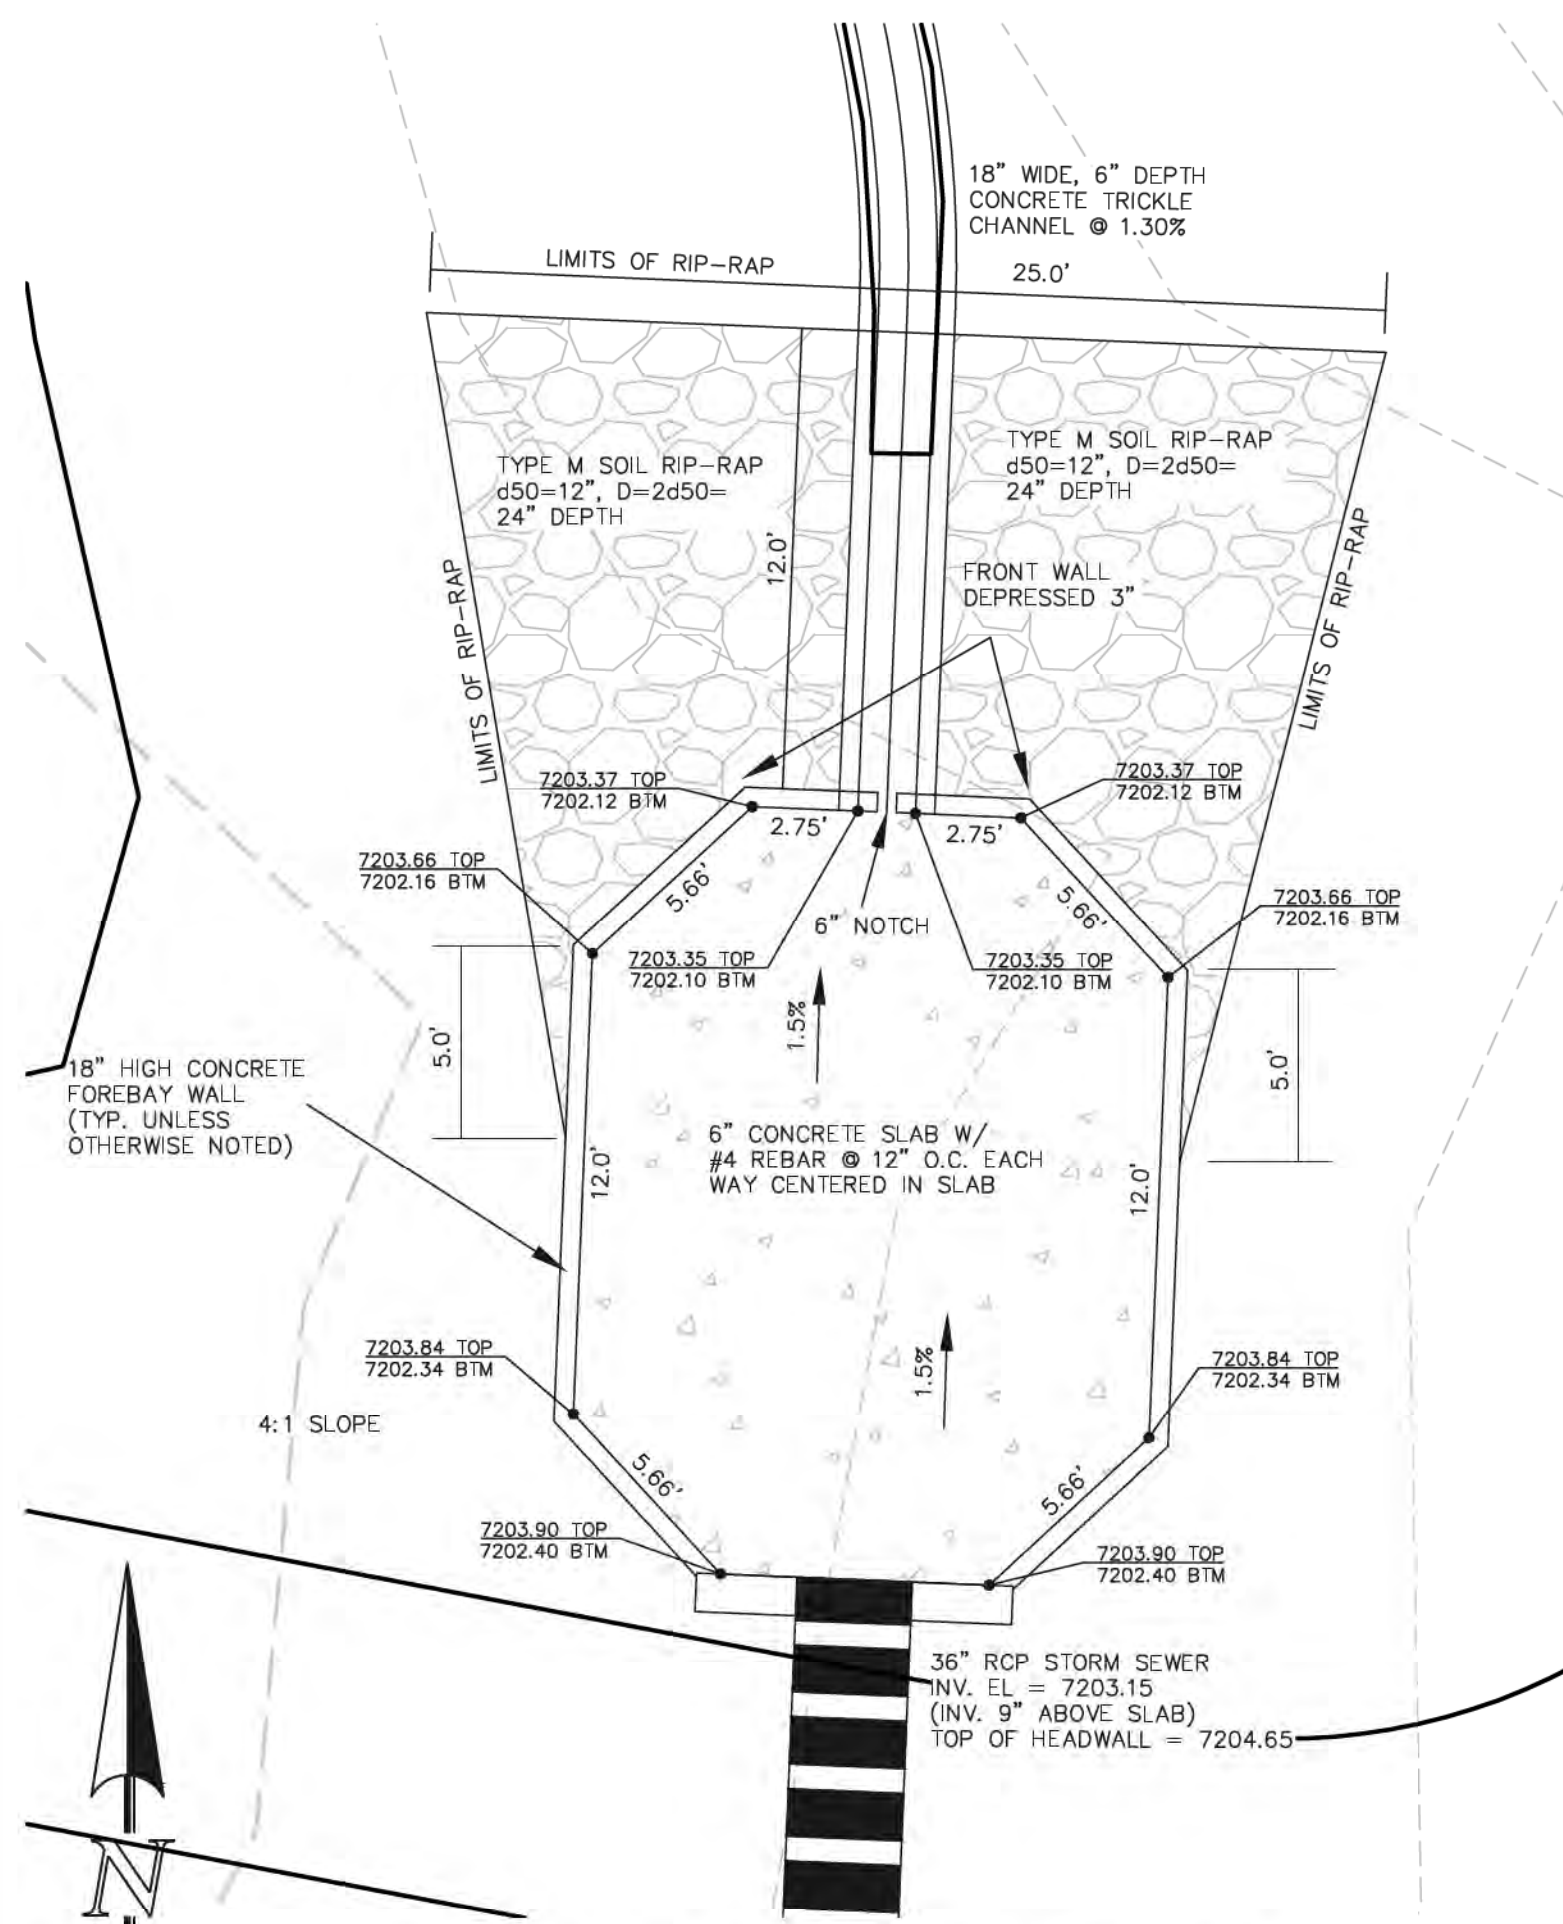 18" WIDE, 6" DEPTH
CONCRETE TRICKLE
CHANNEL @ 1.30%
LIMITS OF RIP-RAP
25.0'
TYPE M SOIL RIP-RAP
d50=12", D=2d50=
24" DEPTH
TYPE M SOIL RIP-RAP
d50=12", D=2d50=
24" DEPTH
12.0'
LIMITS OF RIP-RAP
LIMITS OF RIP-RAP
FRONT WALL
DEPRESSED 3"
7203.37 TOP
7202.12 BTM
7203.37 TOP
7202.12 BTM
2.75'
2.75'
7203.66 TOP
7202.16 BTM
5.66'
5.66'
7203.66 TOP
7202.16 BTM
6" NOTCH
7203.35 TOP
7202.10 BTM
7203.35 TOP
7202.10 BTM
1.5%
5.0'
5.0'
18" HIGH CONCRETE
FOREBAY WALL
(TYP. UNLESS
OTHERWISE NOTED)
6" CONCRETE SLAB W/
#4 REBAR @ 12" O.C. EACH
WAY CENTERED IN SLAB
12.0'
12.0'
7203.84 TOP
7202.34 BTM
1.5%
7203.84 TOP
7202.34 BTM
4:1 SLOPE
5.66'
5.66'
7203.90 TOP
7202.40 BTM
7203.90 TOP
7202.40 BTM
36" RCP STORM SEWER
INV. EL = 7203.15
(INV. 9" ABOVE SLAB)
TOP OF HEADWALL = 7204.65
N